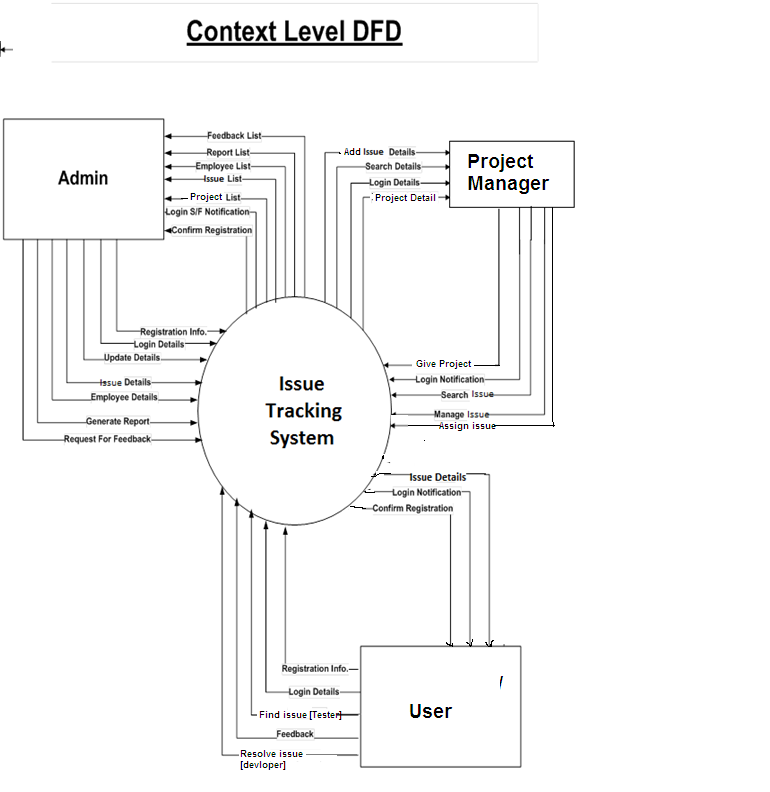 Context Level DFD
Admin
Feedback List
Report List
Employee List
Issue List
Project List
Login S/F Notification
Confirm Registration
Add Issue Details
Search Details
Login Details
Project Detail
Project
Manager
Registration Info.
Login Details
Update Details
Issue Details
Employee Details
Generate Report
Request For Feedback
Issue
Tracking
System
Give Project
Login Notification
Search Issue
Manage Issue
Assign issue
Issue Details
Login Notification
Confirm Registration
Registration Info.
Login Details
Find issue [Tester]
Feedback
Resolve issue
[devloper]
User